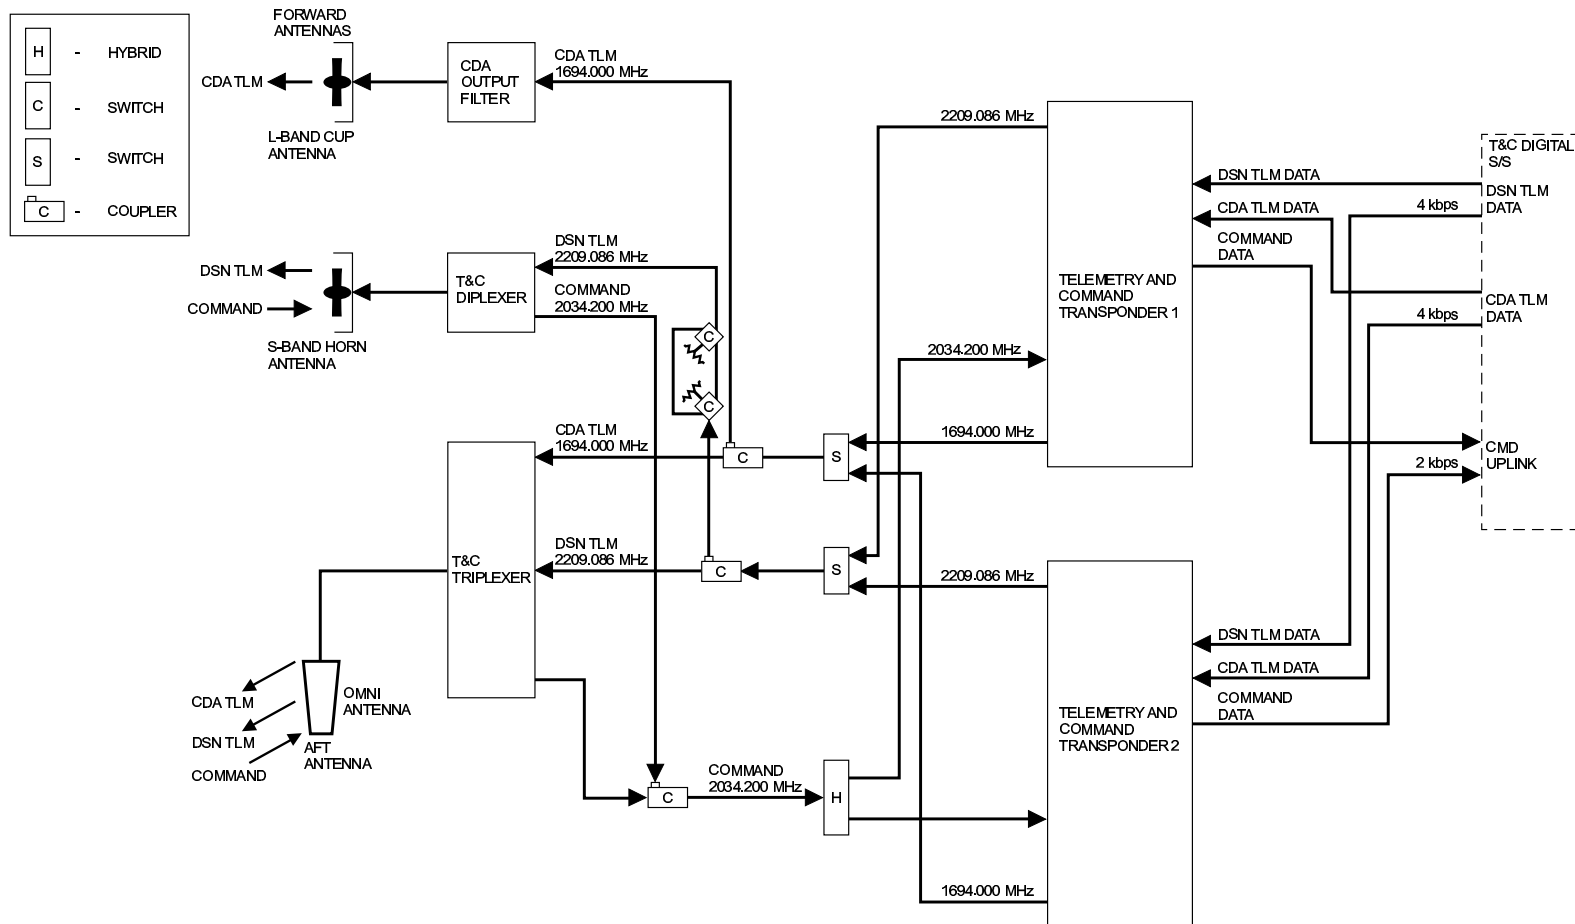 H - HYBRID
C - SWITCH
S - SWITCH
C - COUPLER
FORWARD
ANTENNAS
CDA TLM
L-BAND CUP
ANTENNA
CDA
OUTPUT
FILTER
CDA TLM
1694.000 MHz
DSN TLM
COMMAND
S-BAND HORN
ANTENNA
T&C
DIPLEXER
DSN TLM
2209.086 MHz
COMMAND
2034.200 MHz
C
C
CDA TLM
1694.000 MHz
C
S
T&C
TRIPLEXER
DSN TLM
2209.086 MHz
C
S
CDA TLM
DSN TLM
COMMAND
OMNI
ANTENNA
AFT
ANTENNA
C
COMMAND
2034.200 MHz
H
2209.086 MHz
2034.200 MHz
1694.000 MHz
TELEMETRY AND
COMMAND
TRANSPONDER 1
DSN TLM DATA
CDA TLM DATA
COMMAND
DATA
2209.086 MHz
1694.000 MHz
TELEMETRY AND
COMMAND
TRANSPONDER 2
DSN TLM DATA
CDA TLM DATA
COMMAND
DATA
T&C DIGITAL
S/S
DSN TLM
DATA
4 kbps
CDA TLM
DATA
4 kbps
CMD
UPLINK
2 kbps